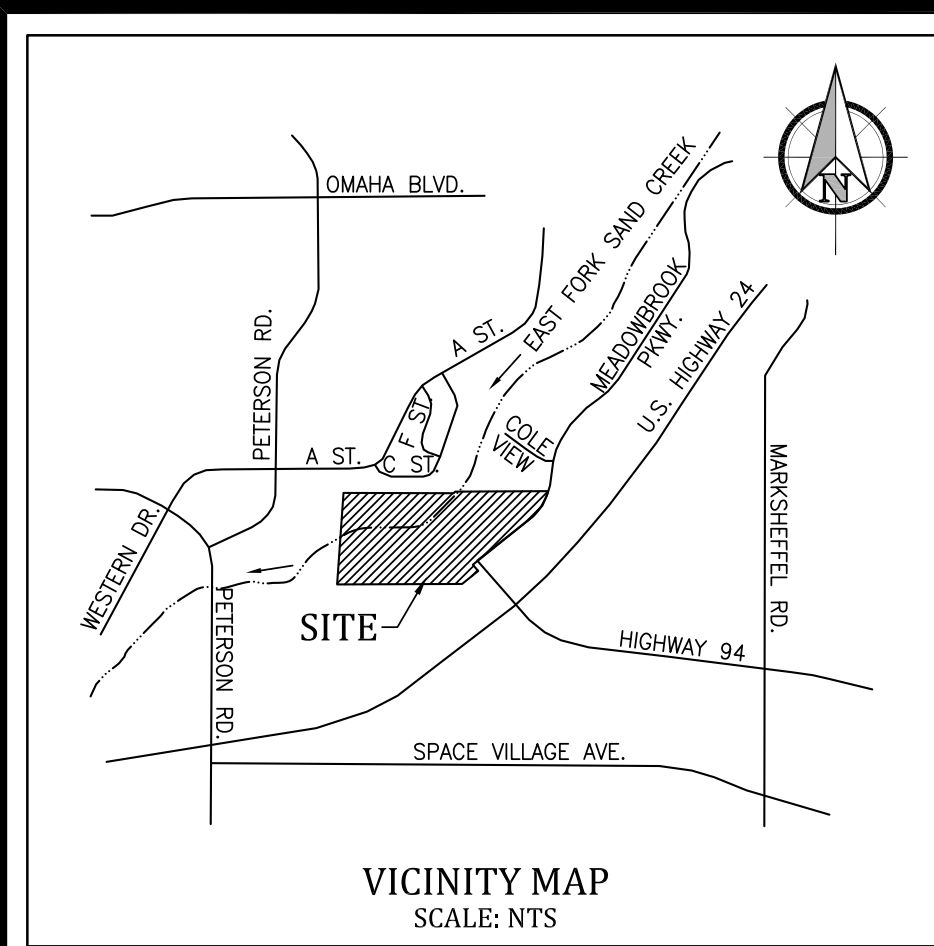 N
OMAHA BLVD.
EAST FORK SAND CREEK
PETERSON RD.
A ST.
MEADOWBROOK
PKWY.
U.S. HIGHWAY 24
F ST.
COLE
VIEW
A ST.
C ST.
MARKSHEFFEL RD.
WESTERN DR.
PETERSON RD.
SITE
HIGHWAY 94
SPACE VILLAGE AVE.
VICINITY MAP
SCALE: NTS